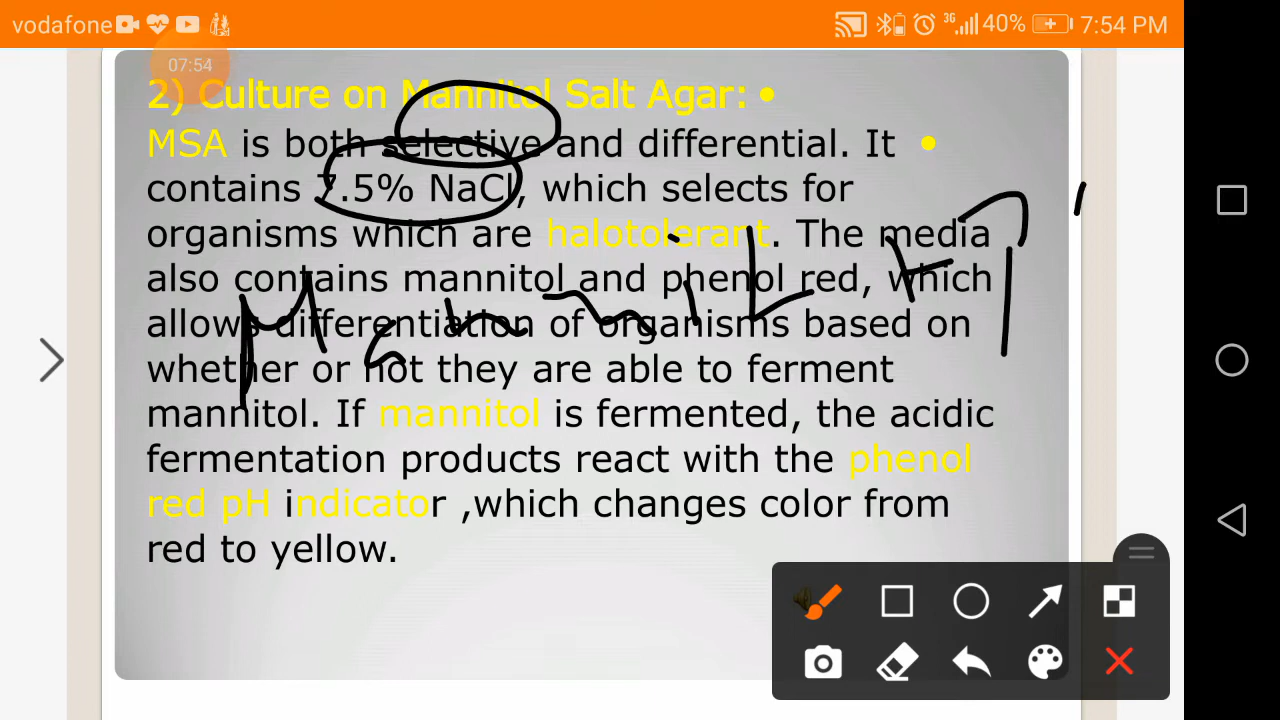 vodafone 3G 40% 7:54 PM
07:54
2) Culture on Mannitol Salt Agar: •
MSA is both selective and differential. It •
contains 7.5% NaCl, which selects for
organisms which are halotolerant. The media
also contains mannitol and phenol red, which
allows differentiation of organisms based on
whether or not they are able to ferment
mannitol. If mannitol is fermented, the acidic
fermentation products react with the phenol
red pH indicator ,which changes color from
red to yellow.